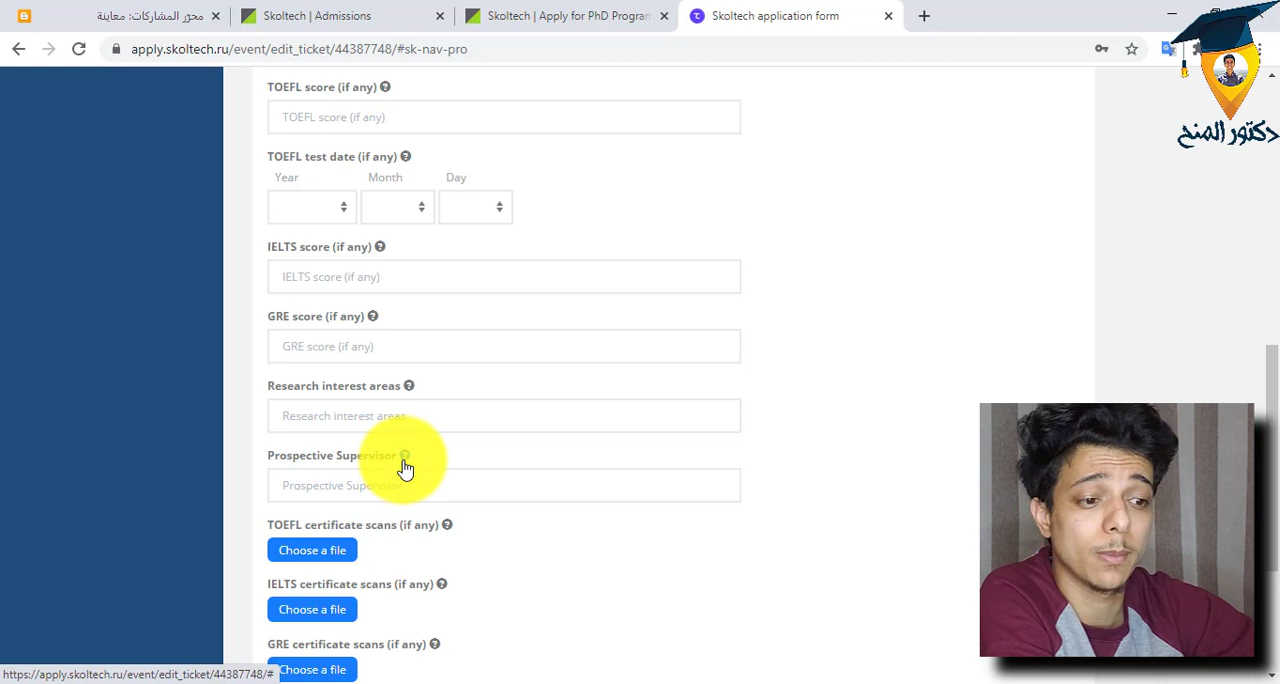 محرّر المشاركات: معاينة
Skoltech | Admissions
Skoltech | Apply for PhD Program
Skoltech application form
apply.skoltech.ru/event/edit_ticket/44387748/#sk-nav-pro
دكتور المنح
TOEFL score (if any)
TOEFL score (if any)
TOEFL test date (if any)
Year Month Day
IELTS score (if any)
IELTS score (if any)
GRE score (if any)
GRE score (if any)
Research interest areas
Research interest areas
Prospective Supervisor
Prospective Supervisor
TOEFL certificate scans (if any)
Choose a file
IELTS certificate scans (if any)
Choose a file
GRE certificate scans (if any)
Choose a file
https://apply.skoltech.ru/event/edit_ticket/44387748/#